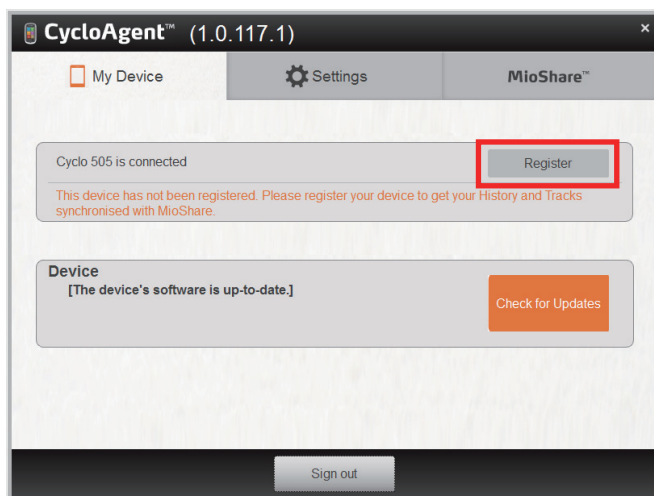 CycloAgent™ (1.0.117.1)
×
My Device
Settings
MioShare™
Cyclo 505 is connected
Register
This device has not been registered. Please register your device to get your History and Tracks
synchronised with MioShare.
Device
[The device's software is up-to-date.]
Check for Updates
Sign out